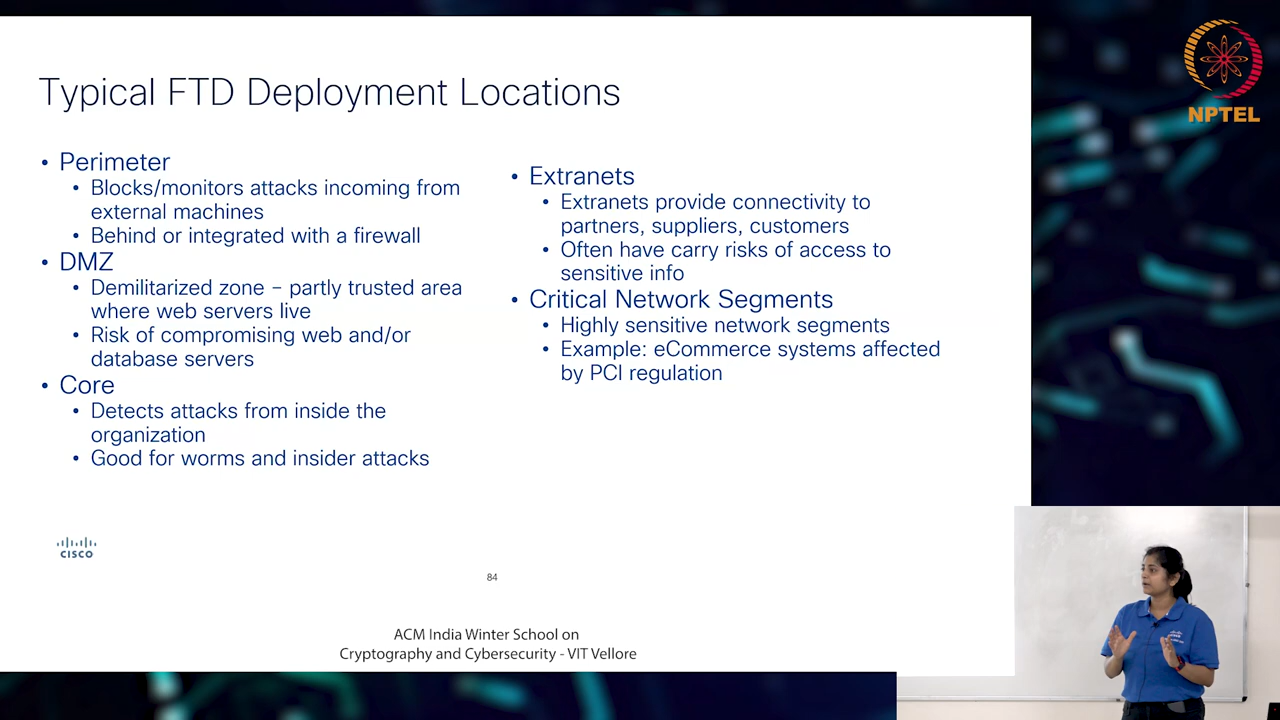 Typical FTD Deployment Locations
• Perimeter
• Blocks/monitors attacks incoming from
external machines
• Behind or integrated with a firewall
• DMZ
• Demilitarized zone – partly trusted area
where web servers live
• Risk of compromising web and/or
database servers
• Core
• Detects attacks from inside the
organization
• Good for worms and insider attacks
• Extranets
• Extranets provide connectivity to
partners, suppliers, customers
• Often have carry risks of access to
sensitive info
• Critical Network Segments
• Highly sensitive network segments
• Example: eCommerce systems affected
by PCI regulation
CISCO
84
ACM India Winter School on
Cryptography and Cybersecurity - VIT Vellore
NPTEL